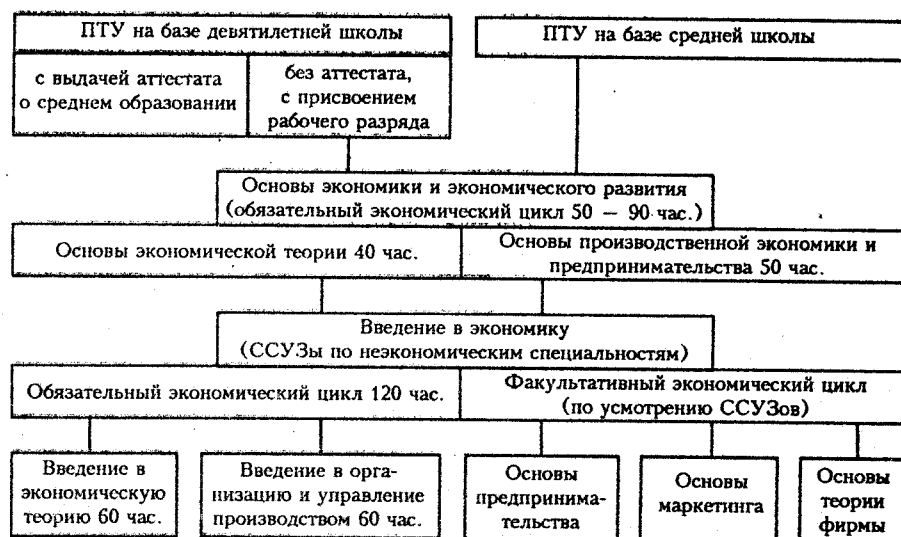 ПТУ на базе девятилетней школы
ПТУ на базе средней школы
с выдачей аттестата
о среднем образовании
без аттестата,
с присвоением
рабочего разряда
Основы экономики и экономического развития
(обязательный экономический цикл 50 — 90 час.)
Основы экономической теории 40 час.
Основы производственной экономики и
предпринимательства 50 час.
Введение в экономику
(ССУЗы по неэкономическим специальностям)
Обязательный экономический цикл 120 час.
Факультативный экономический цикл
(по усмотрению ССУЗов)
Введение в
экономическую
теорию 60 час.
Введение в орга-
низацию и управление
производством 60 час.
Основы
предпринима-
тельства
Основы
маркетинга
Основы
теории
фирмы